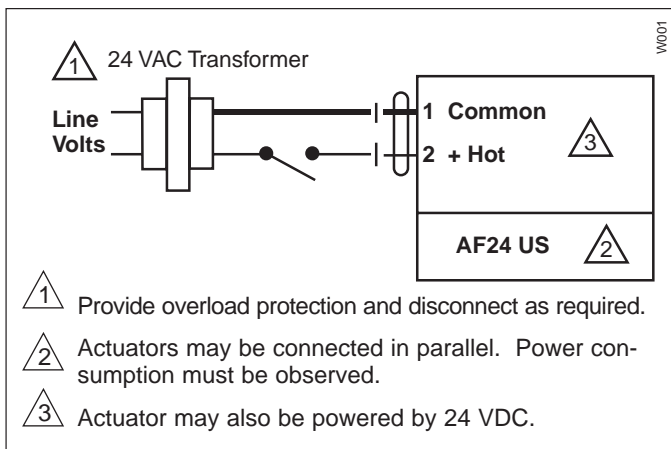 W001
1 24 VAC Transformer
Line
Volts
1 Common
2 + Hot
3
AF24 US 2
1 Provide overload protection and disconnect as required.
2 Actuators may be connected in parallel. Power con-
sumption must be observed.
3 Actuator may also be powered by 24 VDC.